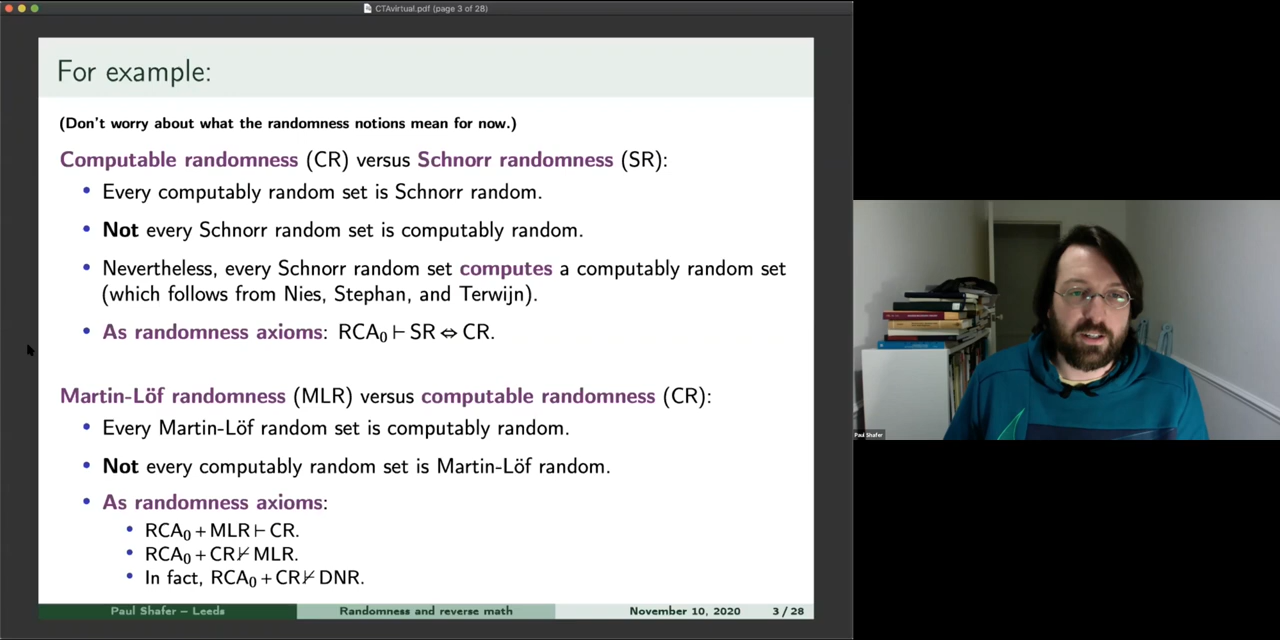 CTAvirtual.pdf (page 3 of 28)
For example:
(Don't worry about what the randomness notions mean for now.)
Computable randomness (CR) versus Schnorr randomness (SR):
• Every computably random set is Schnorr random.
• Not every Schnorr random set is computably random.
• Nevertheless, every Schnorr random set computes a computably random set
(which follows from Nies, Stephan, and Terwijn).
• As randomness axioms: RCA₀ ⊢ SR ⇔ CR.
Martin-Löf randomness (MLR) versus computable randomness (CR):
• Every Martin-Löf random set is computably random.
• Not every computably random set is Martin-Löf random.
• As randomness axioms:
• RCA₀ + MLR ⊢ CR.
• RCA₀ + CR ⊬ MLR.
• In fact, RCA₀ + CR ⊬ DNR.
Paul Shafer – Leeds Randomness and reverse math November 10, 2020 3 / 28
Paul Shafer